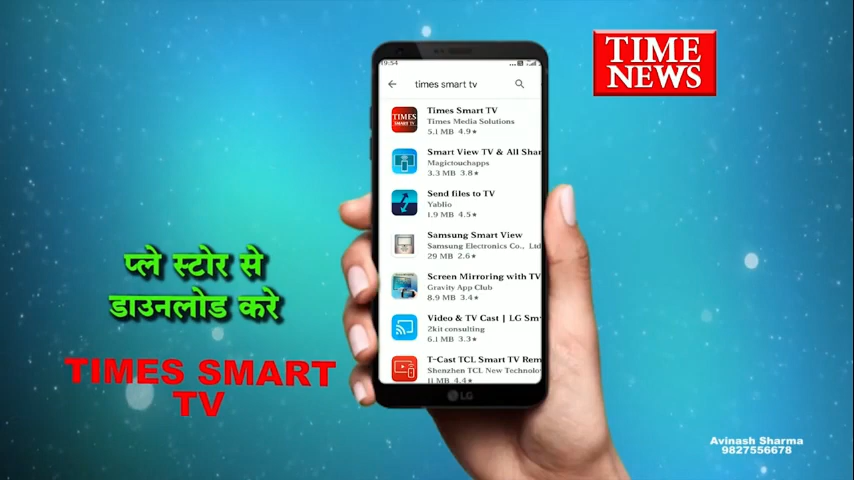 TIME
NEWS
19:54
times smart tv
TIMES
SMART TV
Times Smart TV
Times Media Solutions
5.1 MB 4.9★
Smart View TV & All Shar
Magictouchapps
3.3 MB 3.8★
Send files to TV
Yablio
1.9 MB 4.5★
Samsung Smart View
Samsung Electronics Co., Ltd
29 MB 2.6★
Screen Mirroring with TV
Gravity App Club
8.9 MB 3.4★
Video & TV Cast | LG Sm
2kit consulting
6.1 MB 3.3★
T-Cast TCL Smart TV Rem
Shenzhen TCL New Technolo
11 MB 4.4★
LG
प्ले स्टोर से
डाउनलोड करे
TIMES SMART
TV
Avinash Sharma
9827556678